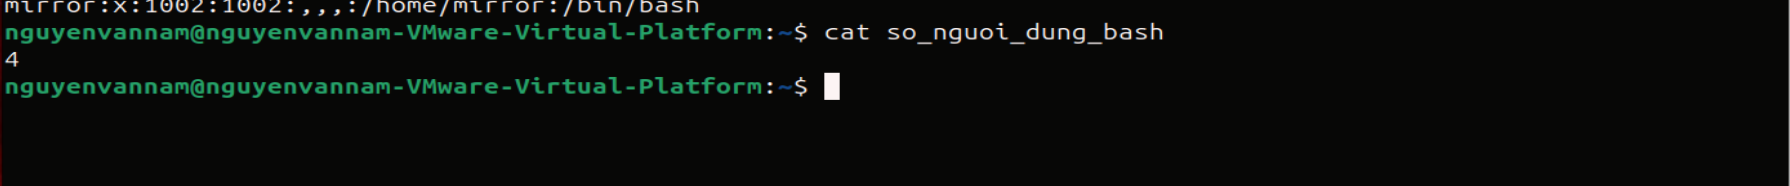 mirror:x:1002:1002:,,,:/home/mirror:/bin/bash
nguyenvannam@nguyenvannam-VMware-Virtual-Platform:~$ cat so_nguoi_dung_bash
4
nguyenvannam@nguyenvannam-VMware-Virtual-Platform:~$